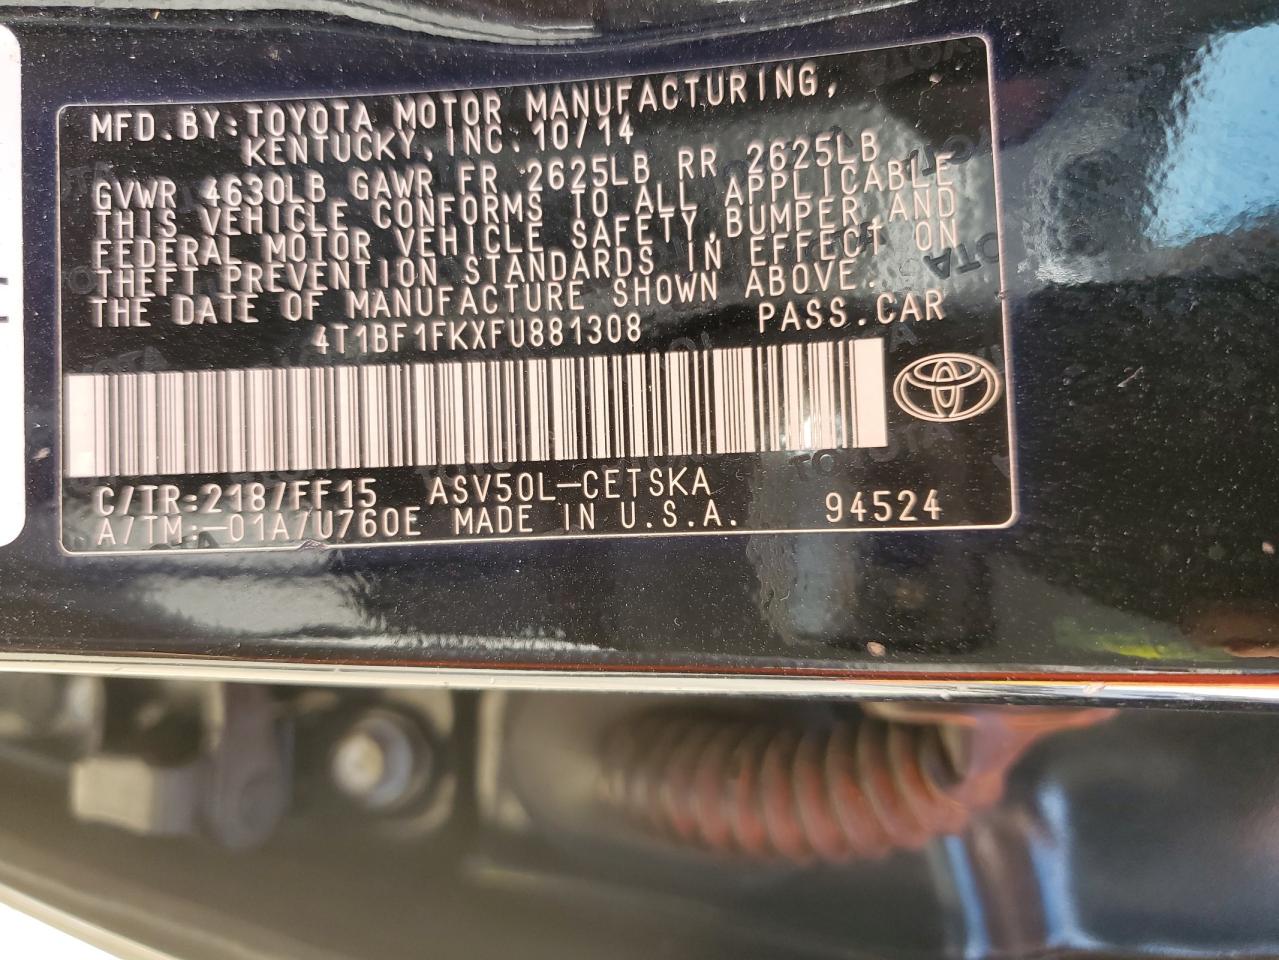 MFD.BY:TOYOTA MOTOR MANUFACTURING,
KENTUCKY, INC. 10/14
GVWR 4630LB GAWR FR 2625LB RR 2625LB
THIS VEHICLE CONFORMS TO ALL APPLICABLE
FEDERAL MOTOR VEHICLE SAFETY, BUMPER, AND
THEFT PREVENTION STANDARDS IN EFFECT ON
THE DATE OF MANUFACTURE SHOWN ABOVE.
4T1BF1FKXFU881308 PASS.CAR
C/TR:218/FF15 ASV50L-CETSKA
A/TM:-01A/U760E MADE IN U.S.A. 94524